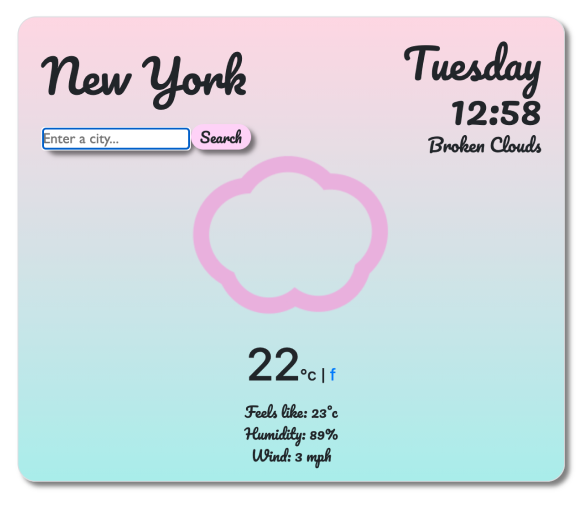 New York
Tuesday
12:58
Broken Clouds
Enter a city...
Search
22°c | f
Feels like: 23°c
Humidity: 89%
Wind: 3 mph